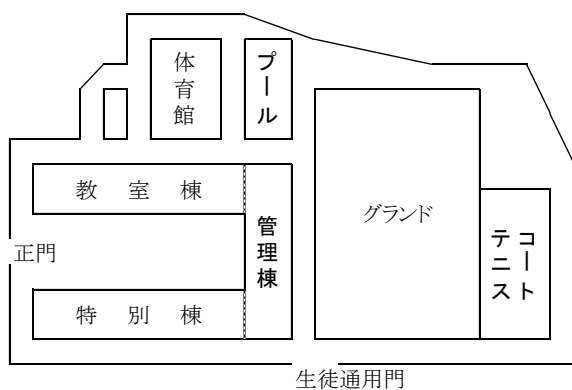 体育館
プール
教室棟
管理棟
グランド
テニス
コート
正門
特別棟
生徒通用門